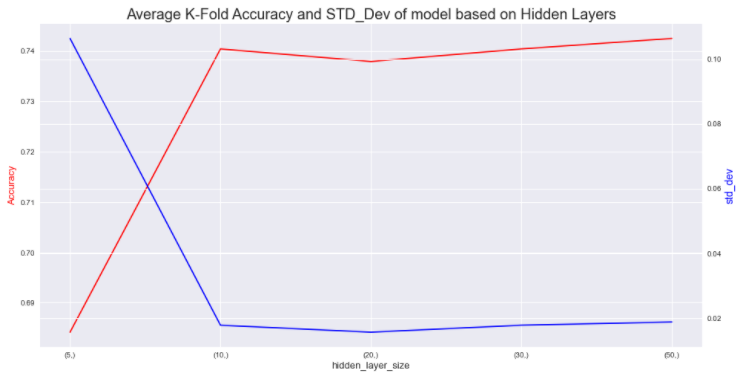 Average K-Fold Accuracy and STD_Dev of model based on Hidden Layers
0.74
0.73
0.72
0.71
0.70
0.69
Accuracy
0.10
0.08
0.06
0.04
0.02
std_dev
(5,) (10,) (20,) (30,) (50,)
hidden_layer_size